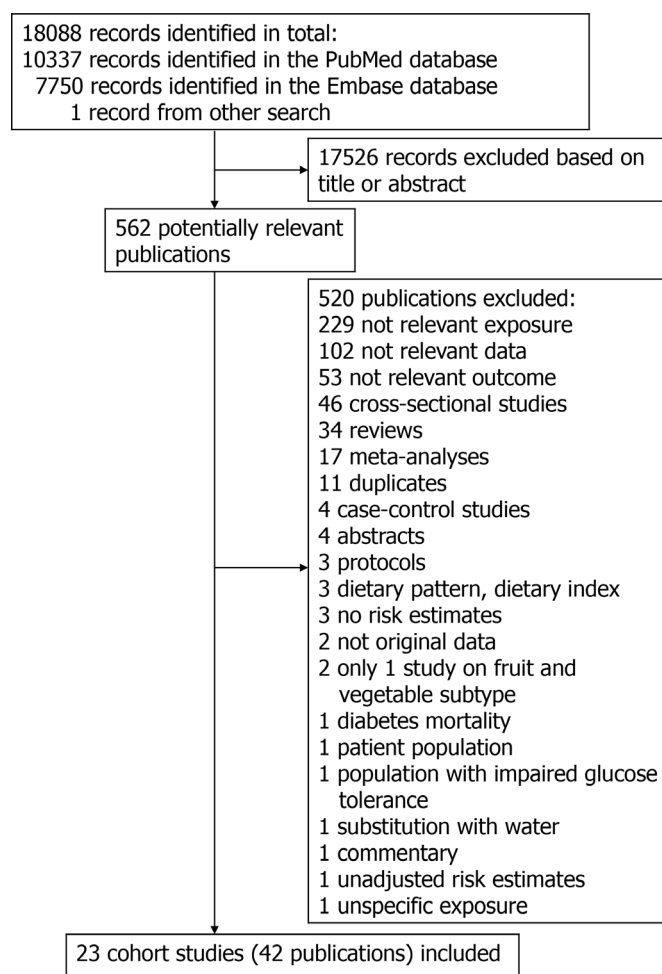 18088 records identified in total:
10337 records identified in the PubMed database
7750 records identified in the Embase database
1 record from other search
17526 records excluded based on
title or abstract
562 potentially relevant
publications
520 publications excluded:
229 not relevant exposure
102 not relevant data
53 not relevant outcome
46 cross-sectional studies
34 reviews
17 meta-analyses
11 duplicates
4 case-control studies
4 abstracts
3 protocols
3 dietary pattern, dietary index
3 no risk estimates
2 not original data
2 only 1 study on fruit and
vegetable subtype
1 diabetes mortality
1 patient population
1 population with impaired glucose
tolerance
1 substitution with water
1 commentary
1 unadjusted risk estimates
1 unspecific exposure
23 cohort studies (42 publications) included